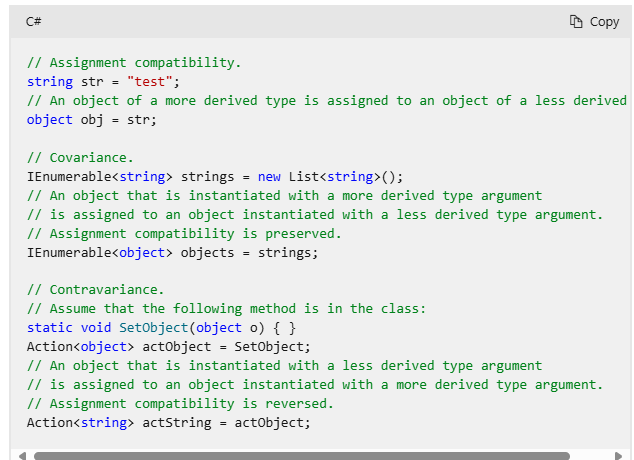 C#
Copy
// Assignment compatibility.
string str = "test";
// An object of a more derived type is assigned to an object of a less derived
object obj = str;
// Covariance.
IEnumerable<string> strings = new List<string>();
// An object that is instantiated with a more derived type argument
// is assigned to an object instantiated with a less derived type argument.
// Assignment compatibility is preserved.
IEnumerable<object> objects = strings;
// Contravariance.
// Assume that the following method is in the class:
static void SetObject(object o) { }
Action<object> actObject = SetObject;
// An object that is instantiated with a less derived type argument
// is assigned to an object instantiated with a more derived type argument.
// Assignment compatibility is reversed.
Action<string> actString = actObject;